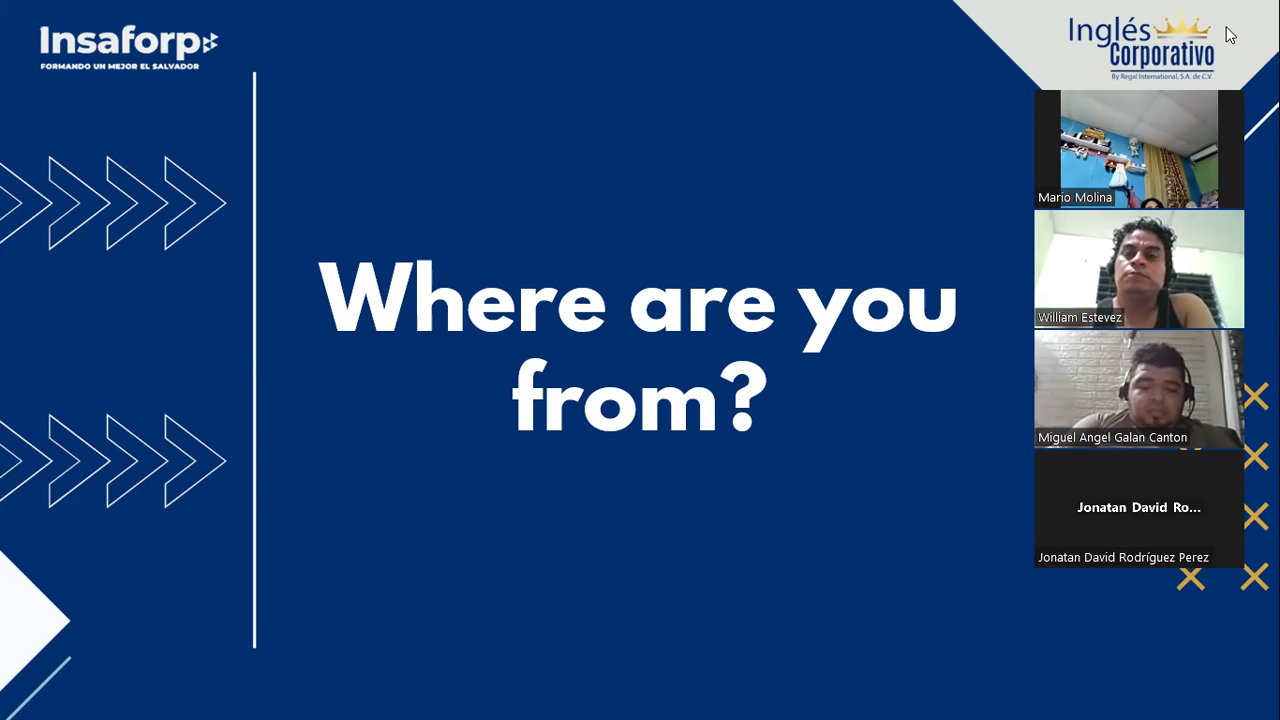 Insaforp
FORMANDO UN MEJOR EL SALVADOR
Inglés
Corporativo
By Regal International, S.A. de C.V.
Where are you
from?
Mario Molina
William Estevez
Miguel Angel Galan Canton
Jonatan David Ro...
Jonatan David Rodríguez Perez